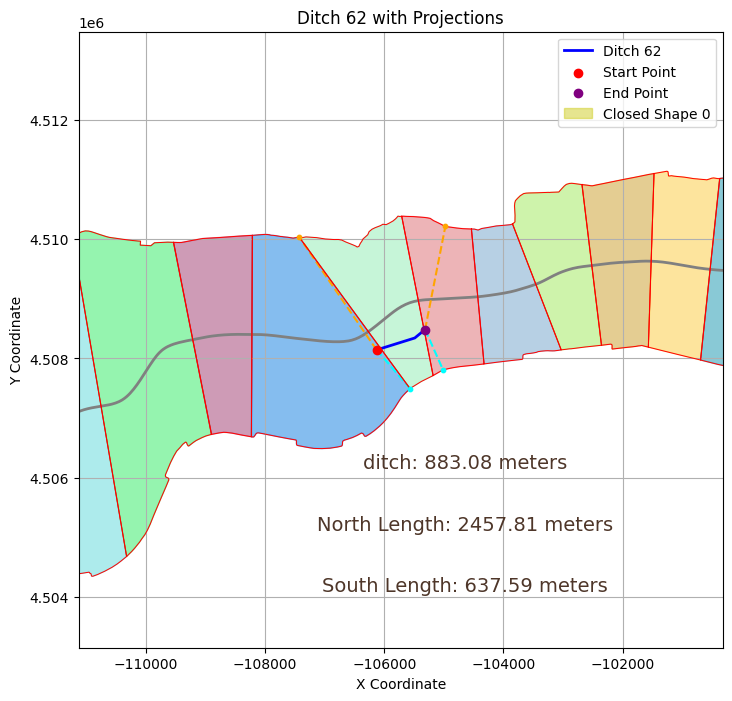 Ditch 62 with Projections
1e6
Ditch 62
Start Point
End Point
Closed Shape 0
4.512
4.510
4.508
4.506
4.504
Y Coordinate
ditch: 883.08 meters
North Length: 2457.81 meters
South Length: 637.59 meters
−110000 −108000 −106000 −104000 −102000
X Coordinate